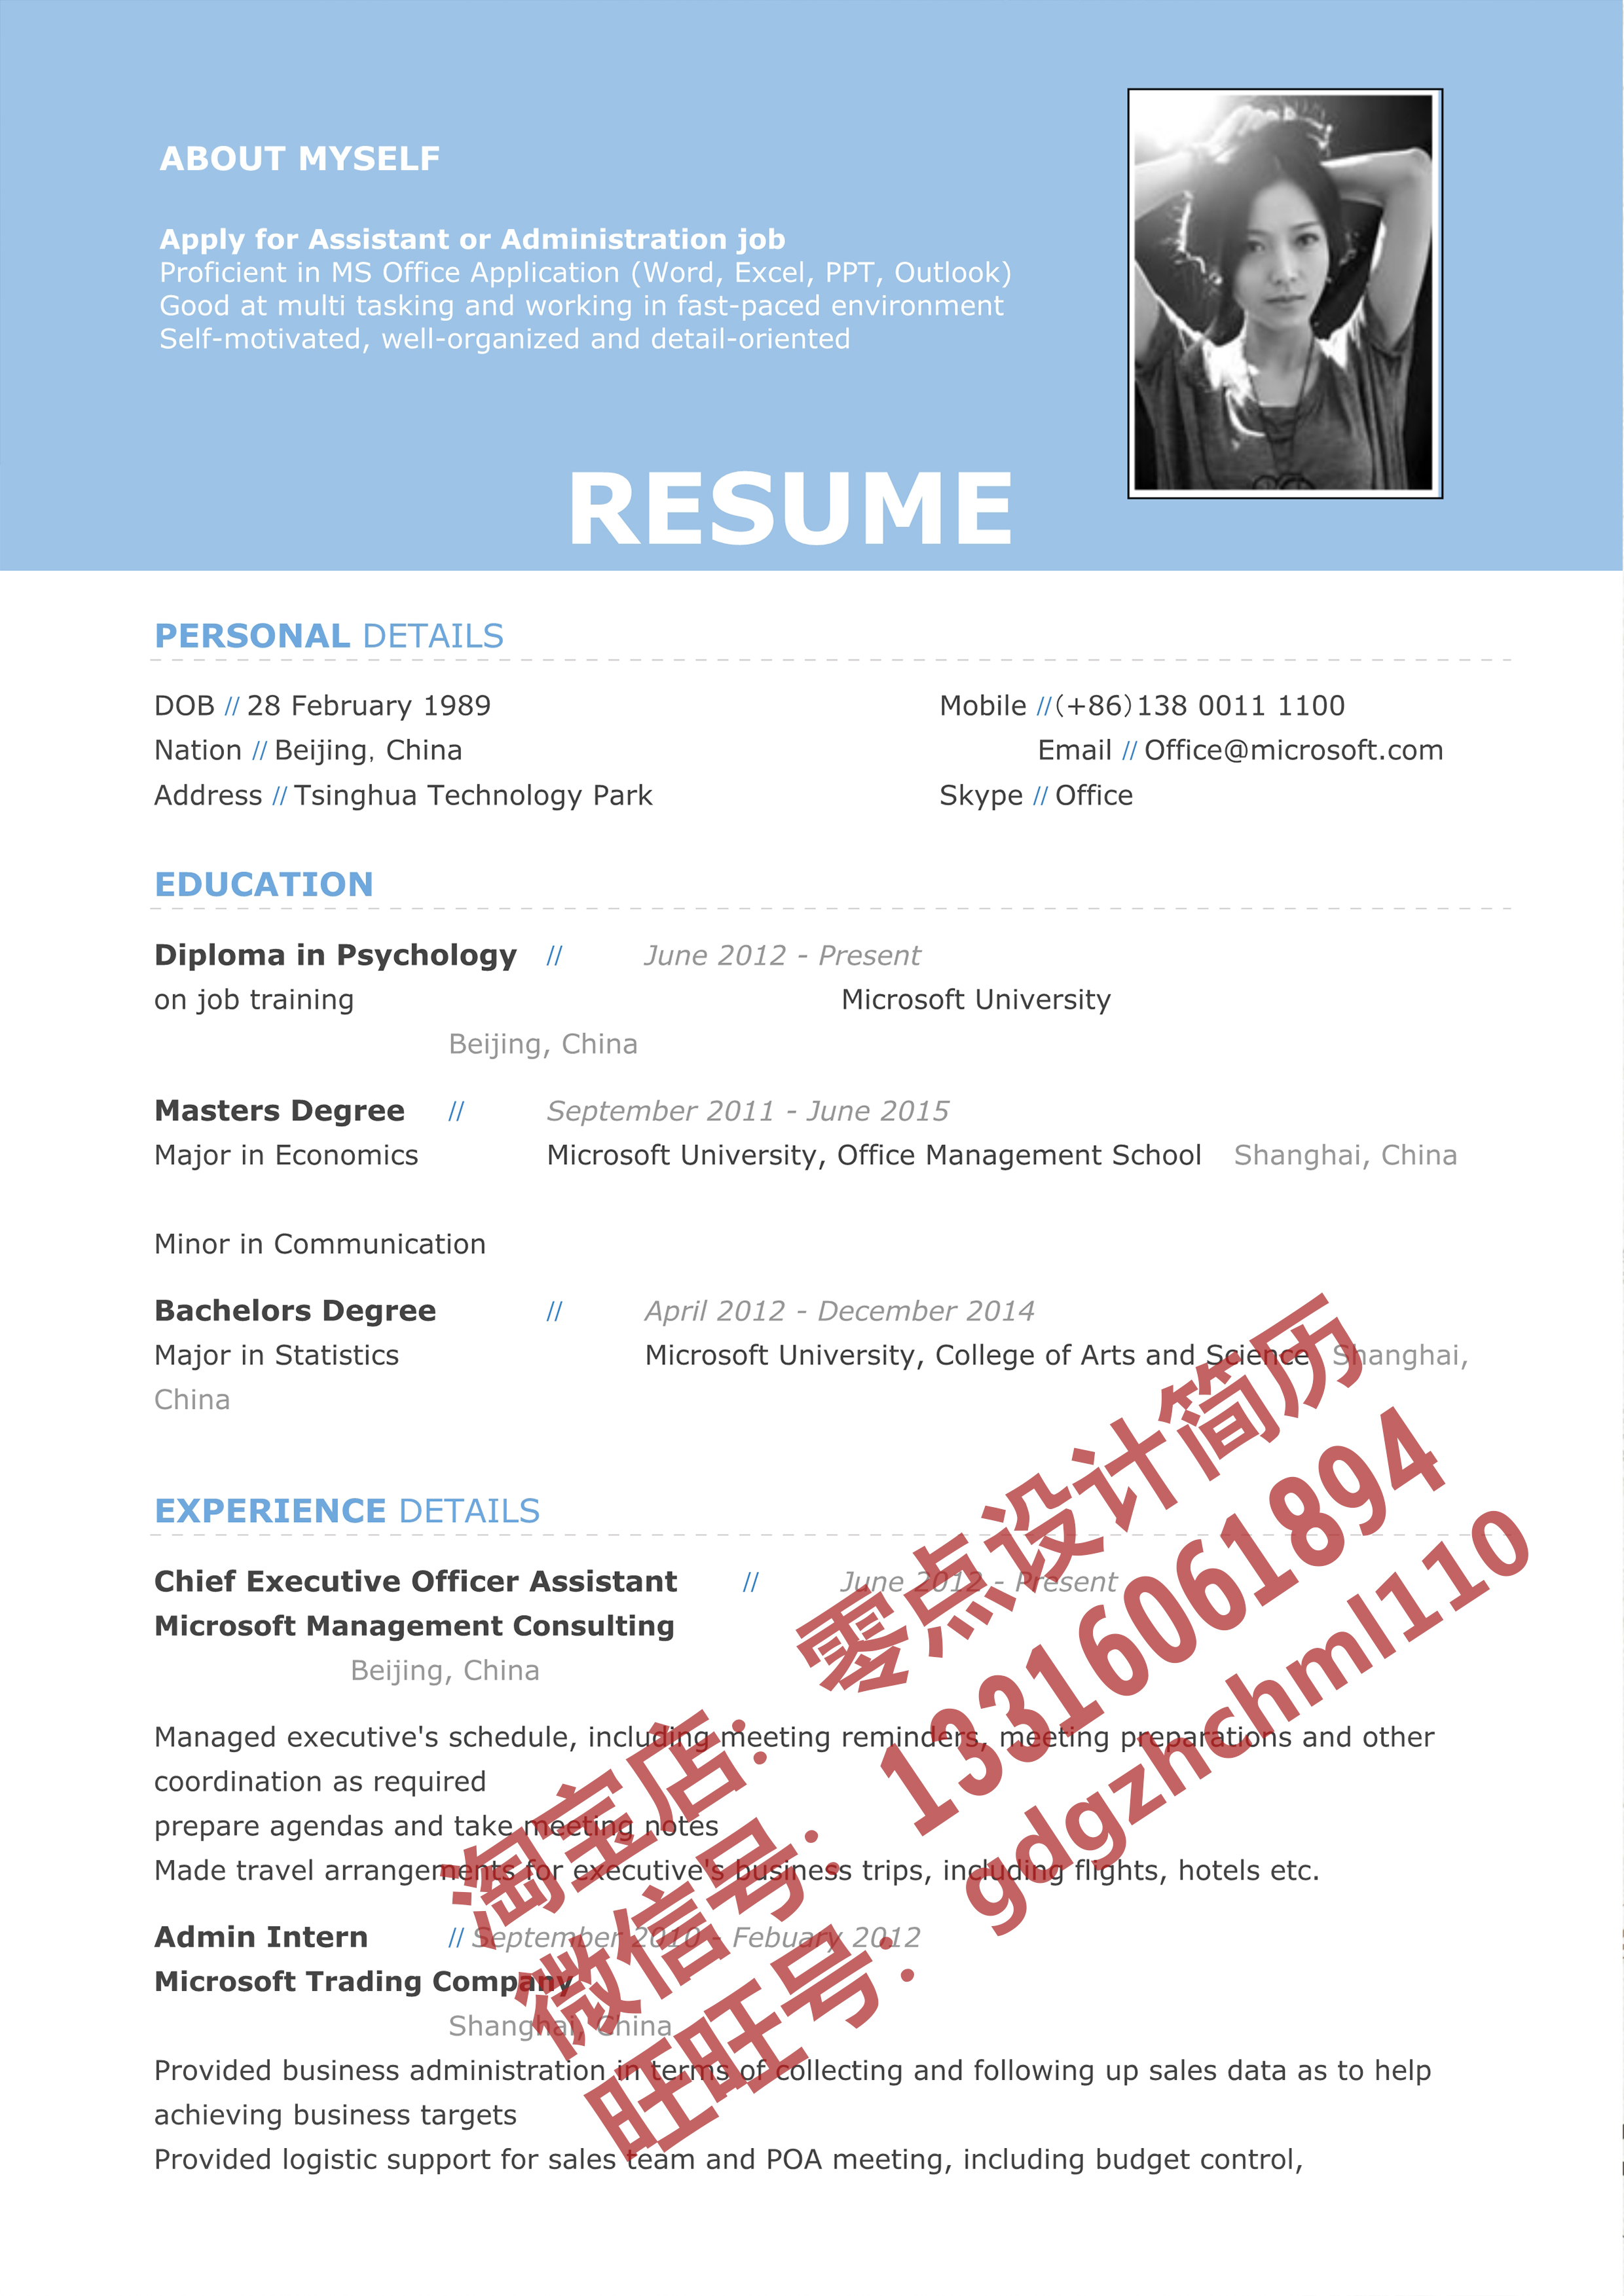 ABOUT MYSELF
Apply for Assistant or Administration job
Proficient in MS Office Application (Word, Excel, PPT, Outlook)
Good at multi tasking and working in fast-paced environment
Self-motivated, well-organized and detail-oriented
RESUME
PERSONAL DETAILS
DOB // 28 February 1989 Mobile //(+86)138 0011 1100
Nation // Beijing, China Email // Office@microsoft.com
Address // Tsinghua Technology Park Skype // Office
EDUCATION
Diploma in Psychology // June 2012 - Present
on job training Microsoft University
Beijing, China
Masters Degree // September 2011 - June 2015
Major in Economics Microsoft University, Office Management School Shanghai, China
Minor in Communication
Bachelors Degree // April 2012 - December 2014
Major in Statistics Microsoft University, College of Arts and Science Shanghai,
China
EXPERIENCE DETAILS
Chief Executive Officer Assistant // June 2012 - Present
Microsoft Management Consulting
Beijing, China
Managed executive's schedule, including meeting reminders, meeting preparations and other
coordination as required
prepare agendas and take meeting notes
Made travel arrangements for executive's business trips, including flights, hotels etc.
Admin Intern // September 2010 - Febuary 2012
Microsoft Trading Company
Shanghai, China
Provided business administration in terms of collecting and following up sales data as to help
achieving business targets
Provided logistic support for sales team and POA meeting, including budget control,
淘宝店: 零点设计简历
微信号: 13316061894
旺旺号: gdgzhchml110